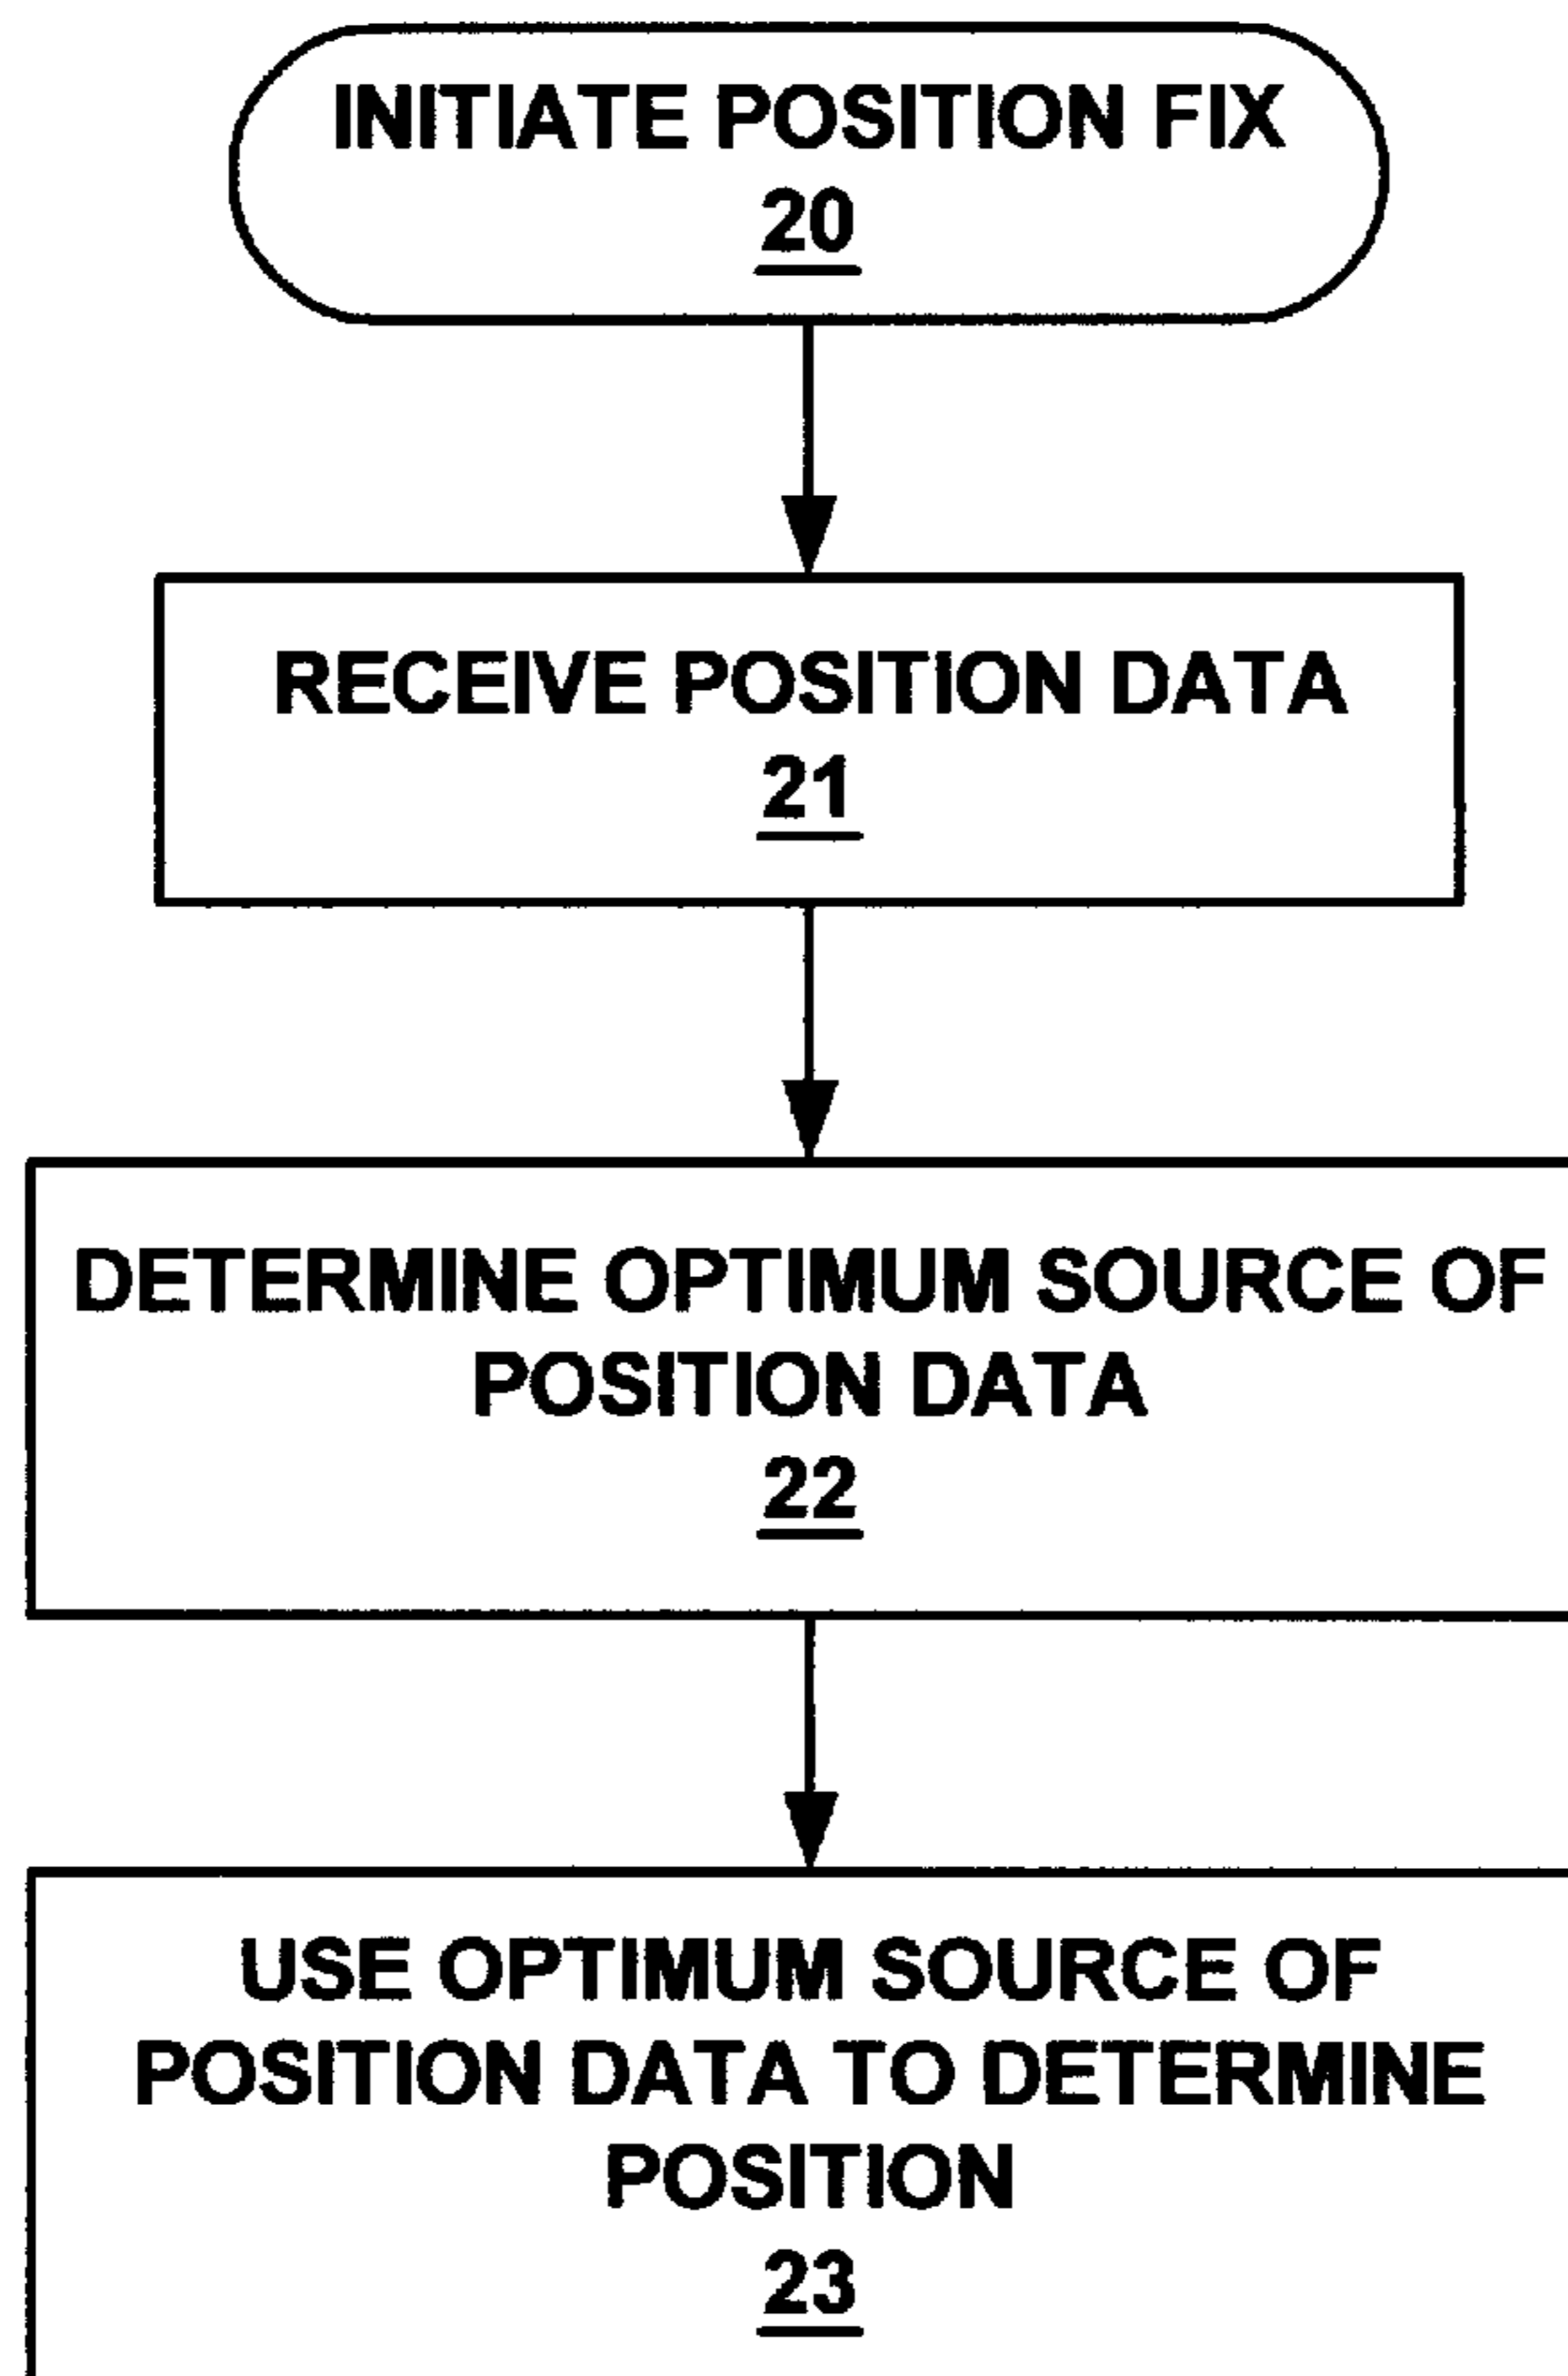 INITIATE POSITION FIX
20
RECEIVE POSITION DATA
21
DETERMINE OPTIMUM SOURCE OF
POSITION DATA
22
USE OPTIMUM SOURCE OF
POSITION DATA TO DETERMINE
POSITION
23